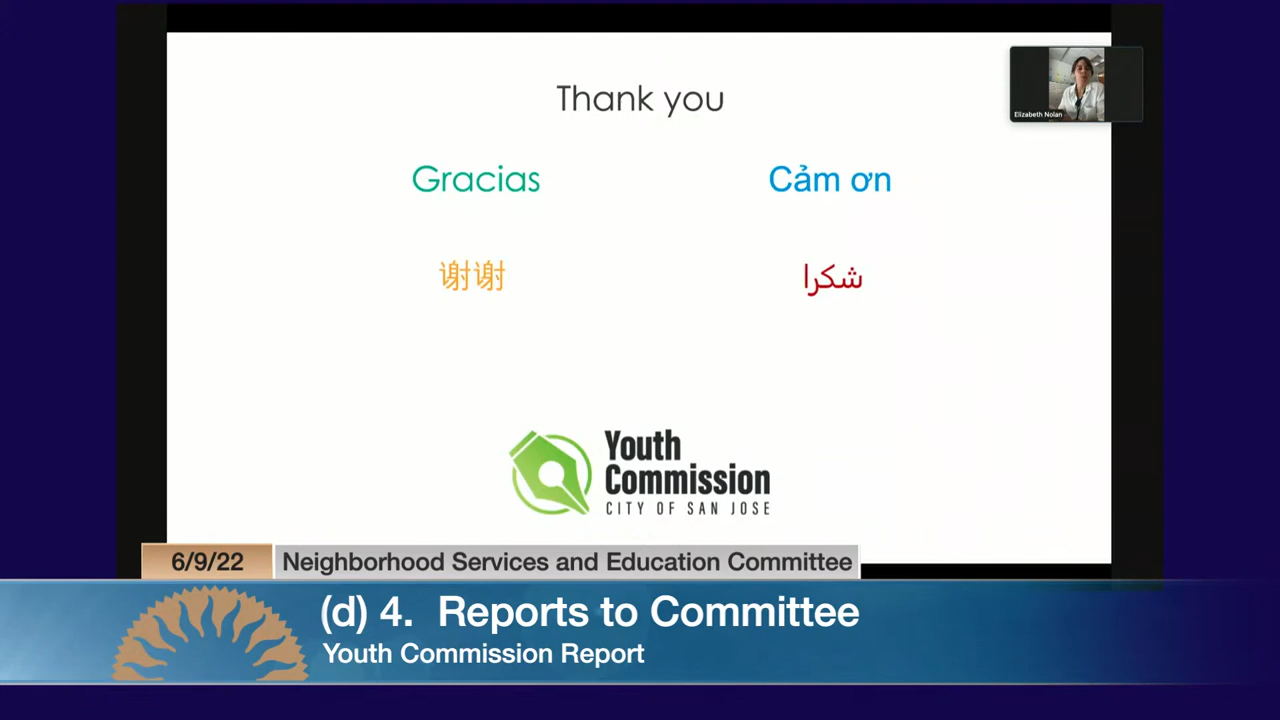 Thank you
Elizabeth Nolan
Gracias
Cảm ơn
谢谢
شكرا
Youth
Commission
CITY OF SAN JOSE
6/9/22
Neighborhood Services and Education Committee
(d) 4. Reports to Committee
Youth Commission Report